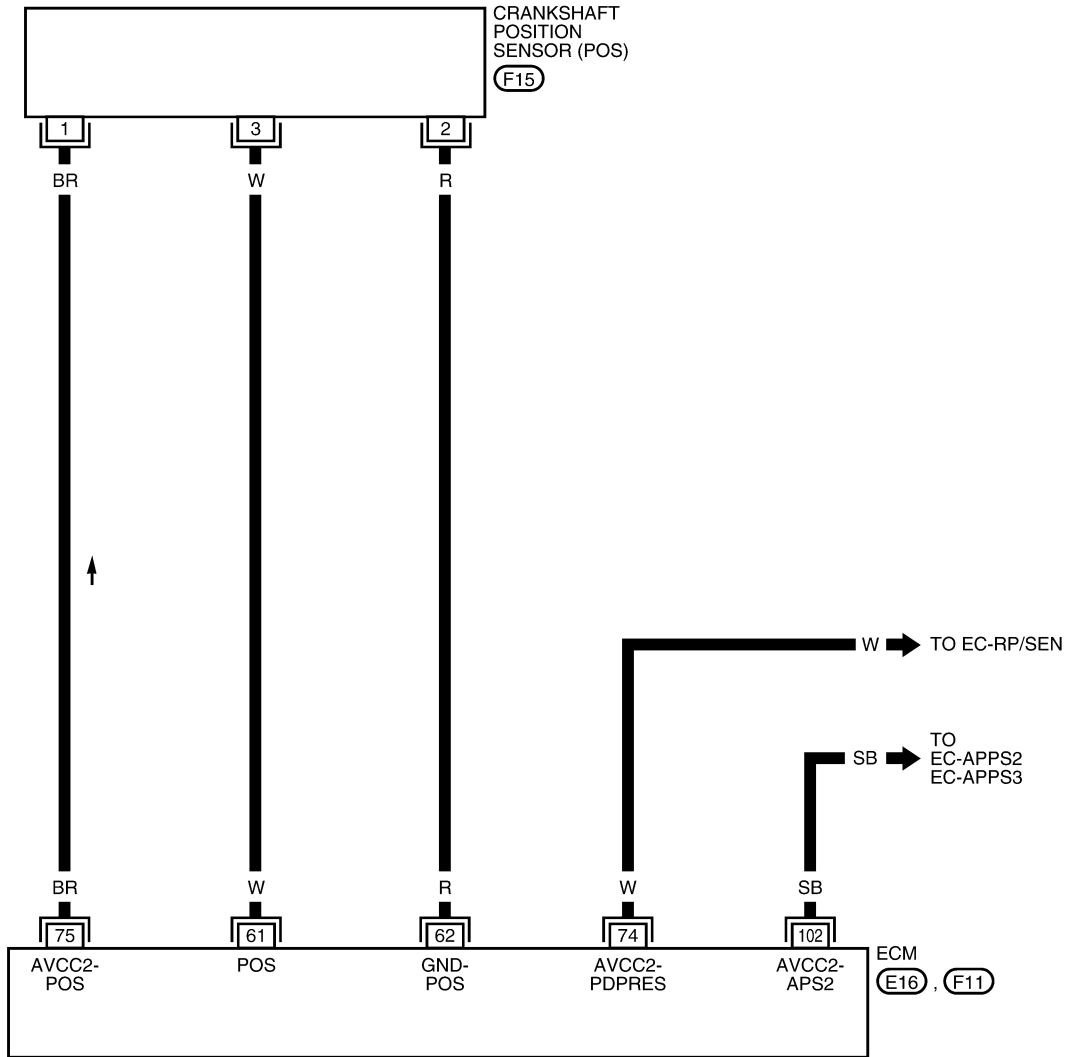 CRANKSHAFT
POSITION
SENSOR (POS)
F15
1
3
2
BR
W
R
W
TO EC-RP/SEN
SB
TO
EC-APPS2
EC-APPS3
BR
W
R
W
SB
75
61
62
74
102
ECM
E16 , F11
AVCC2-
POS
POS
GND-
POS
AVCC2-
PDPRES
AVCC2-
APS2